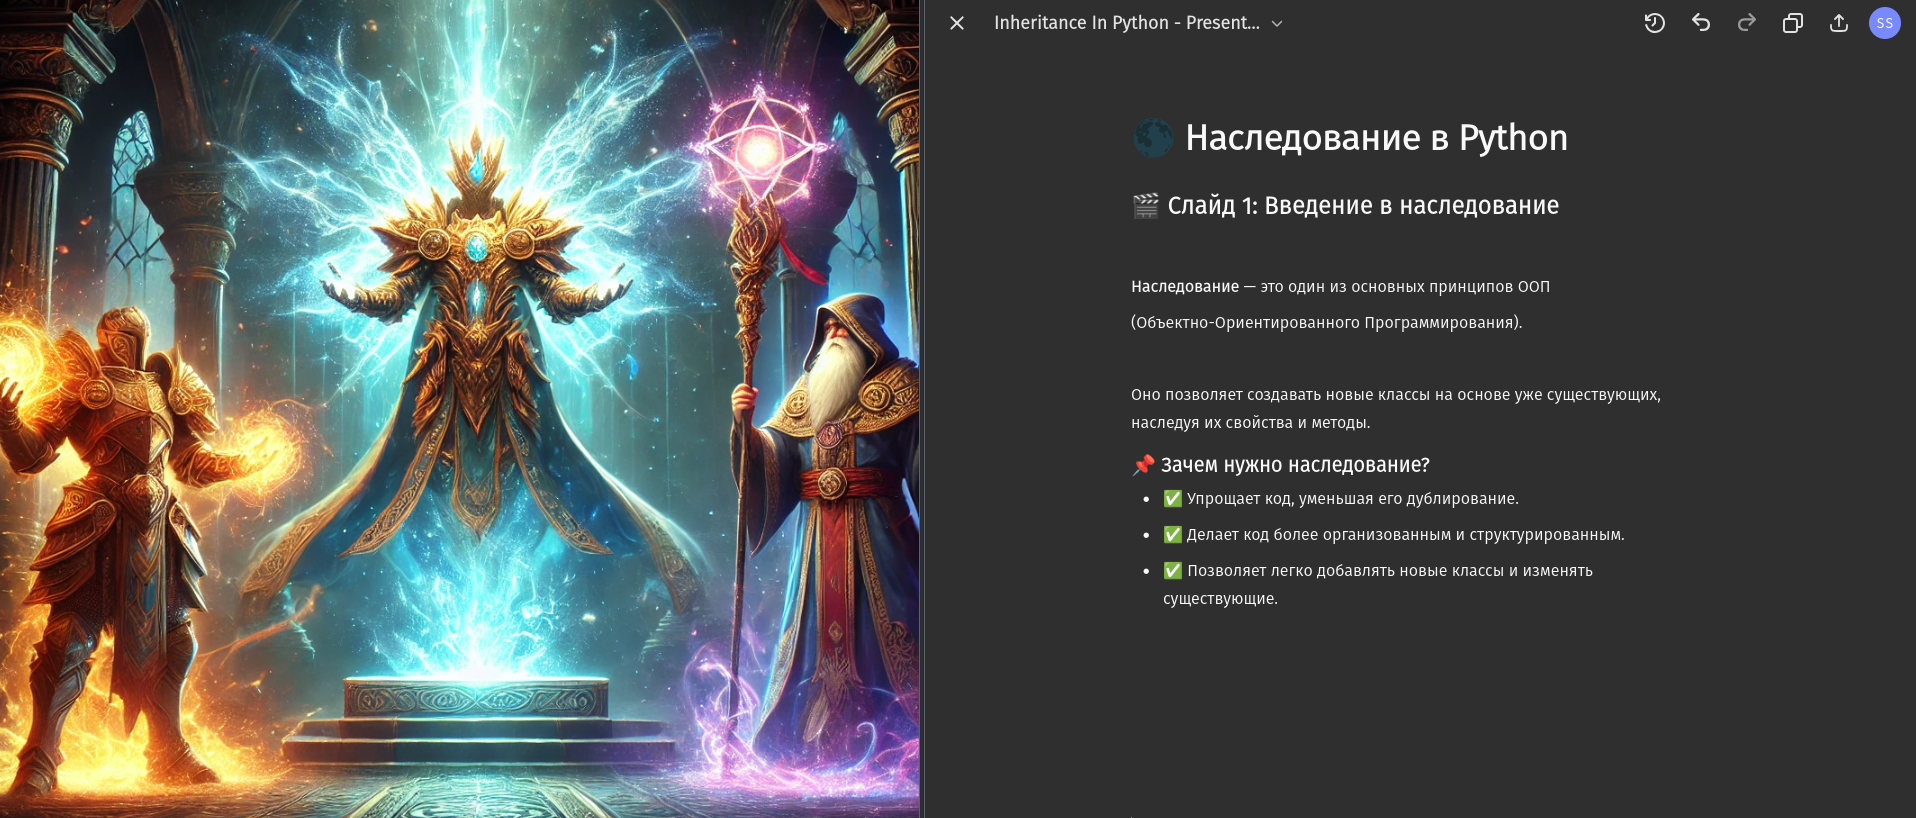 Inheritance In Python - Present...
SS
🌑 Наследование в Python
🎬 Слайд 1: Введение в наследование
Наследование — это один из основных принципов ООП
(Объектно-Ориентированного Программирования).
Оно позволяет создавать новые классы на основе уже существующих,
наследуя их свойства и методы.
📌 Зачем нужно наследование?
• ✅ Упрощает код, уменьшая его дублирование.
• ✅ Делает код более организованным и структурированным.
• ✅ Позволяет легко добавлять новые классы и изменять
существующие.